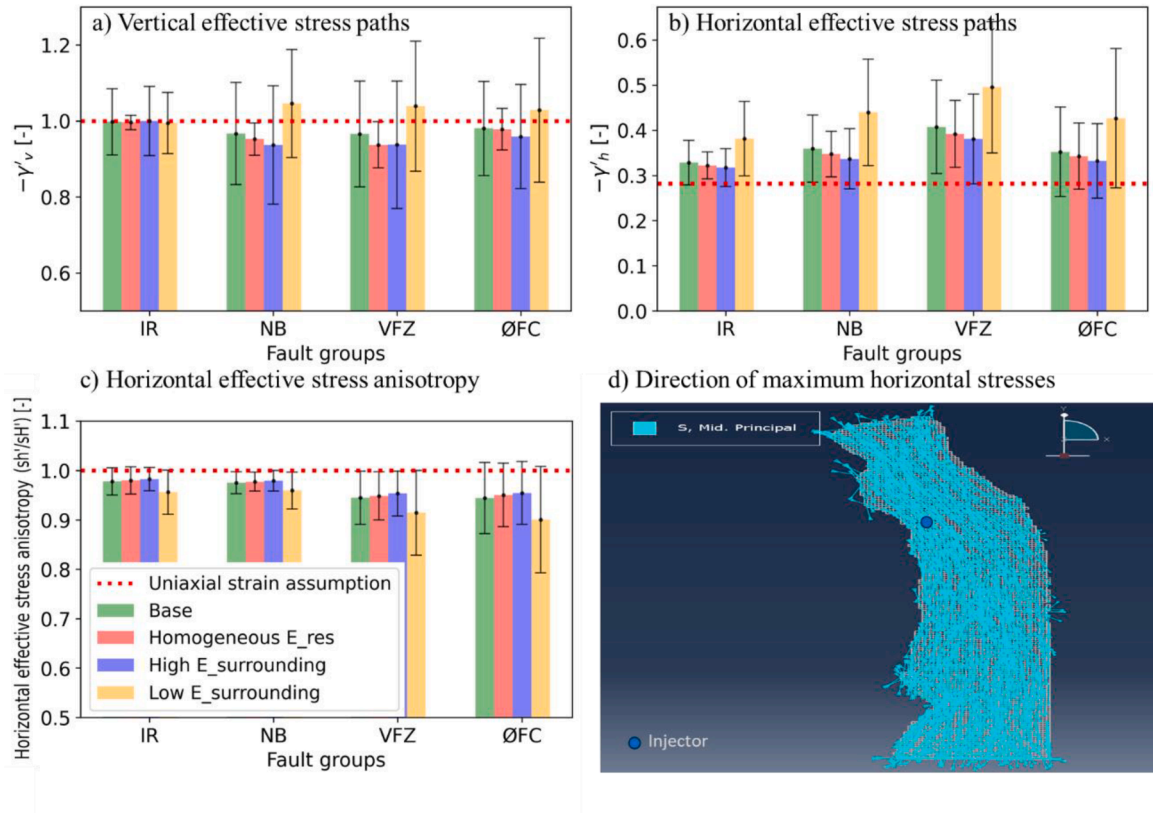 a) Vertical effective stress paths
1.2
1.0
0.8
0.6
−γ′v [-]
IR NB VFZ ØFC
Fault groups
b) Horizontal effective stress paths
0.6
0.5
0.4
0.3
0.2
0.1
0.0
−γ′h [-]
IR NB VFZ ØFC
Fault groups
c) Horizontal effective stress anisotropy
1.1
1.0
0.9
0.8
0.7
0.6
0.5
Horizontal effective stress anisotropy (sh'/sH') [-]
Uniaxial strain assumption
Base
Homogeneous E_res
High E_surrounding
Low E_surrounding
IR NB VFZ ØFC
Fault groups
d) Direction of maximum horizontal stresses
S, Mid. Principal
Y
X
Injector